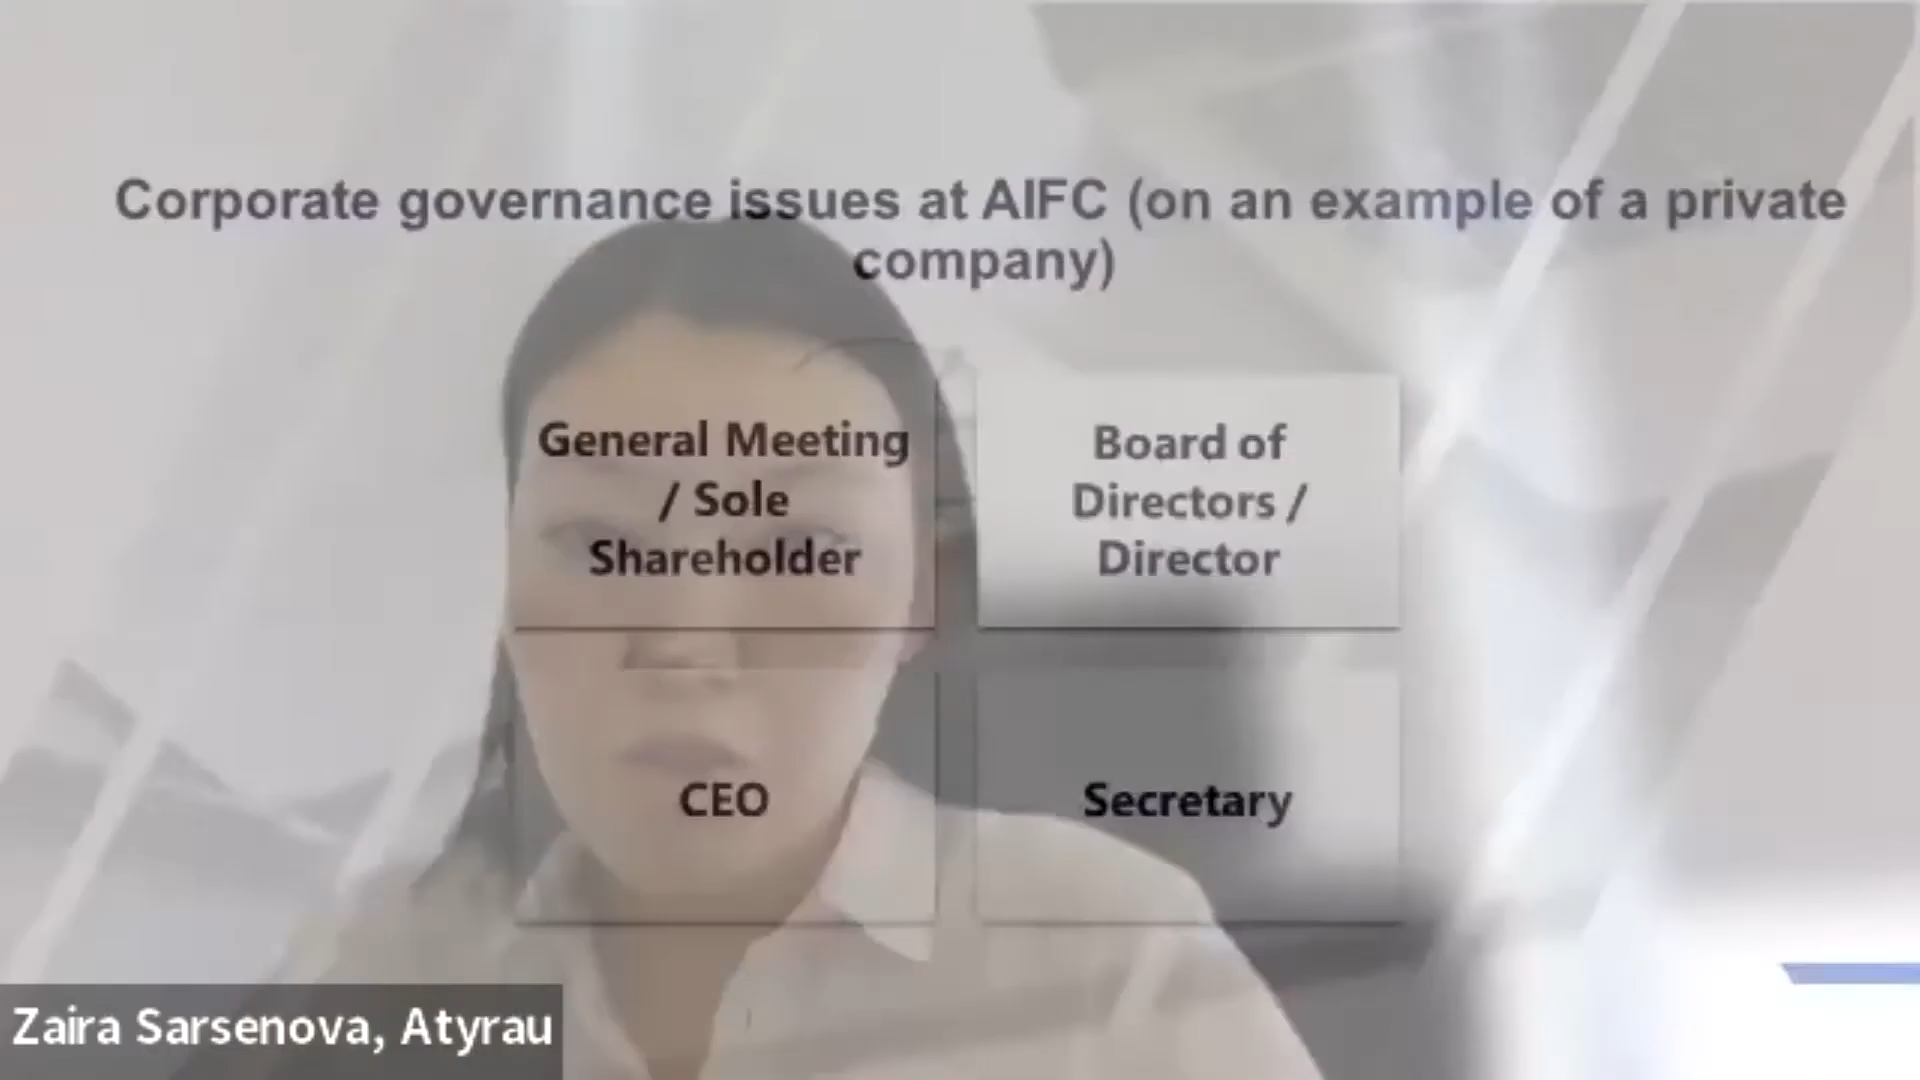 Corporate governance issues at AIFC (on an example of a private
company)
General Meeting
/ Sole
Shareholder
Board of
Directors /
Director
CEO
Secretary
Zaira Sarsenova, Atyrau